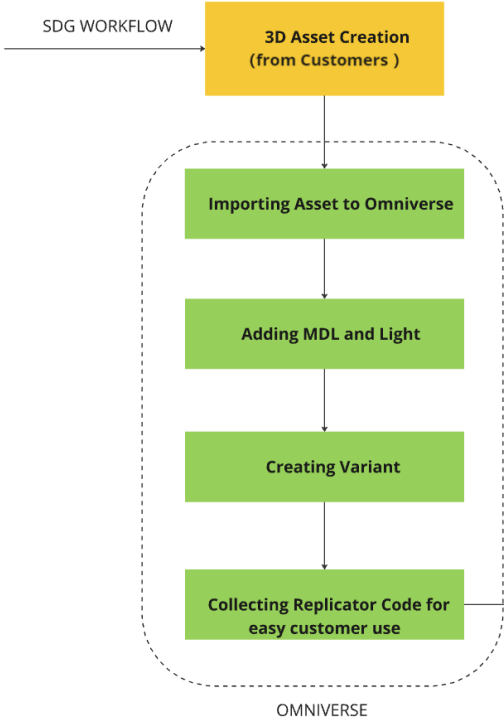 SDG WORKFLOW
3D Asset Creation
(from Customers )
Importing Asset to Omniverse
Adding MDL and Light
Creating Variant
Collecting Replicator Code for
easy customer use
OMNIVERSE